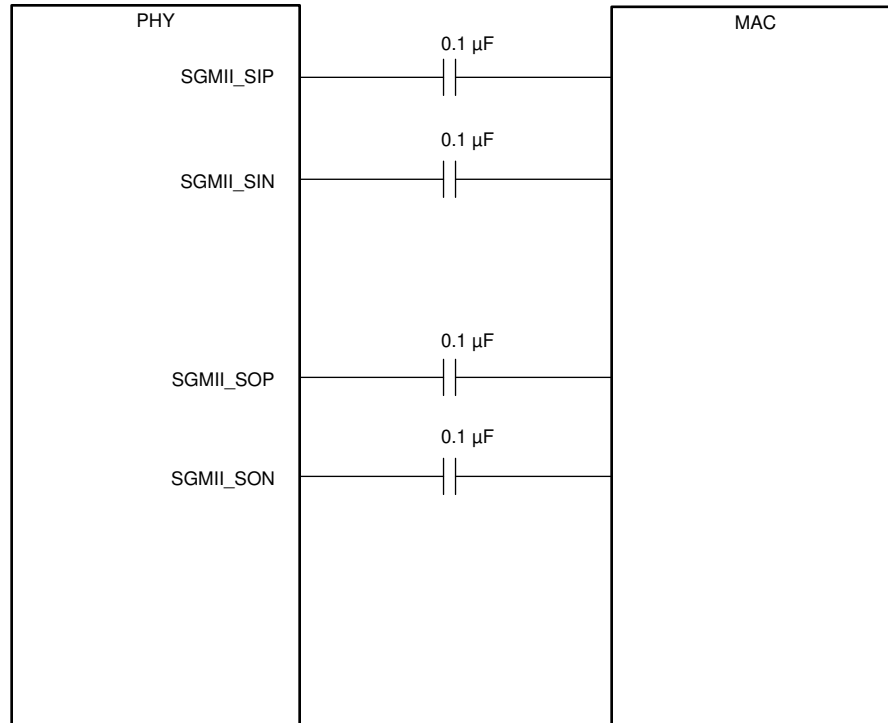 PHY
MAC
0.1 µF
SGMII_SIP
0.1 µF
SGMII_SIN
0.1 µF
SGMII_SOP
0.1 µF
SGMII_SON